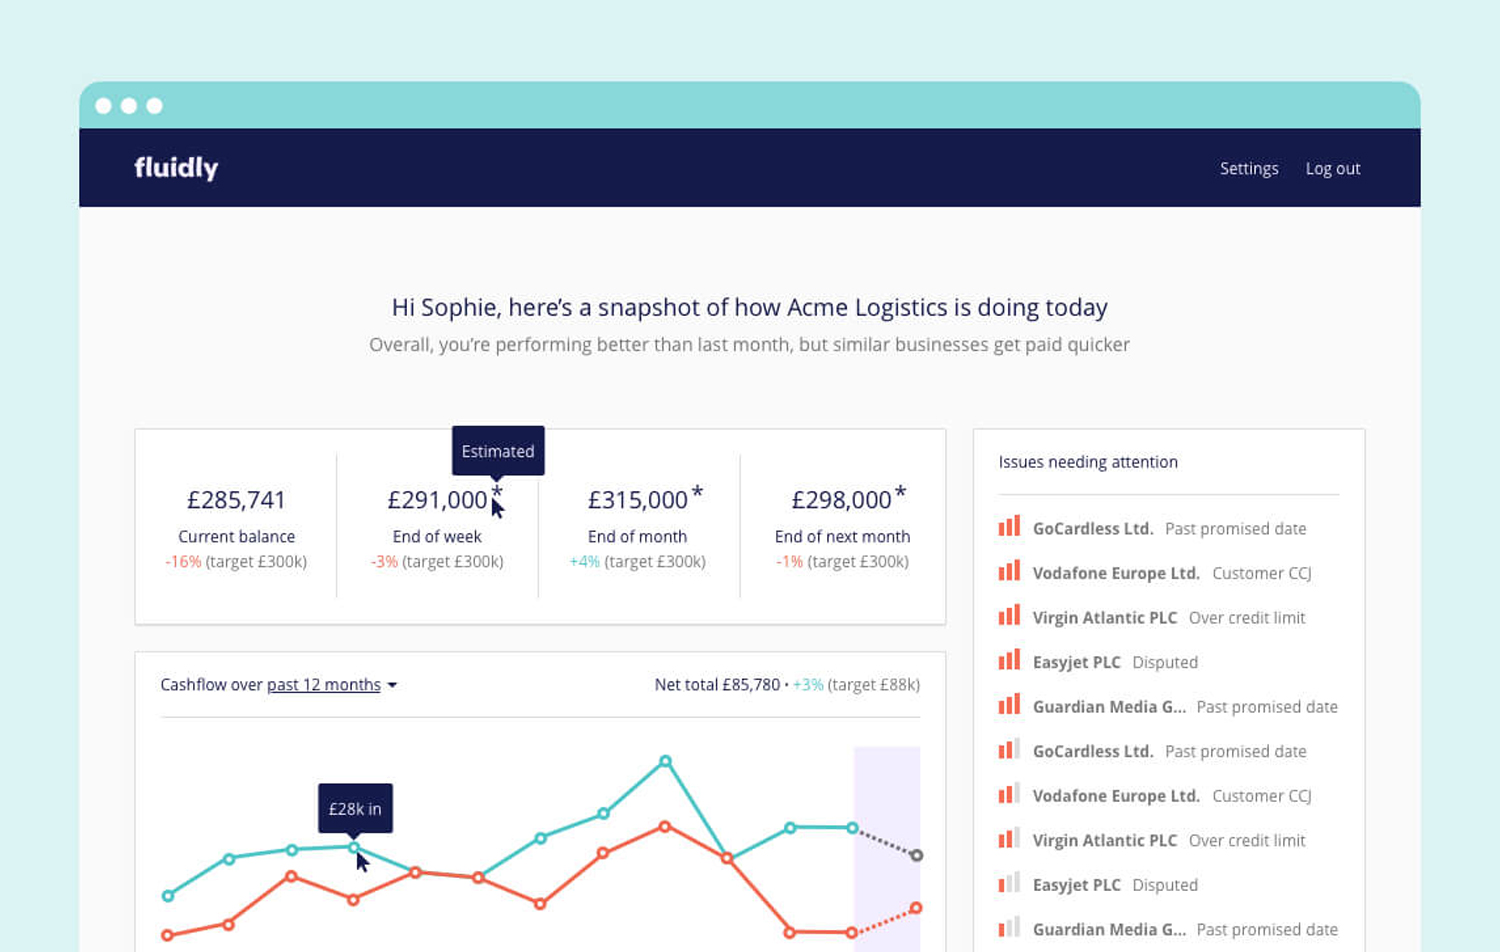 fluidly
Settings Log out
Hi Sophie, here’s a snapshot of how Acme Logistics is doing today
Overall, you’re performing better than last month, but similar businesses get paid quicker
Estimated
£285,741
Current balance
-16% (target £300k)
£291,000*
End of week
-3% (target £300k)
£315,000*
End of month
+4% (target £300k)
£298,000*
End of next month
-1% (target £300k)
Cashflow over past 12 months
Net total £85,780 • +3% (target £88k)
£28k in
Issues needing attention
GoCardless Ltd. Past promised date
Vodafone Europe Ltd. Customer CCJ
Virgin Atlantic PLC Over credit limit
Easyjet PLC Disputed
Guardian Media G... Past promised date
GoCardless Ltd. Past promised date
Vodafone Europe Ltd. Customer CCJ
Virgin Atlantic PLC Over credit limit
Easyjet PLC Disputed
Guardian Media G... Past promised date